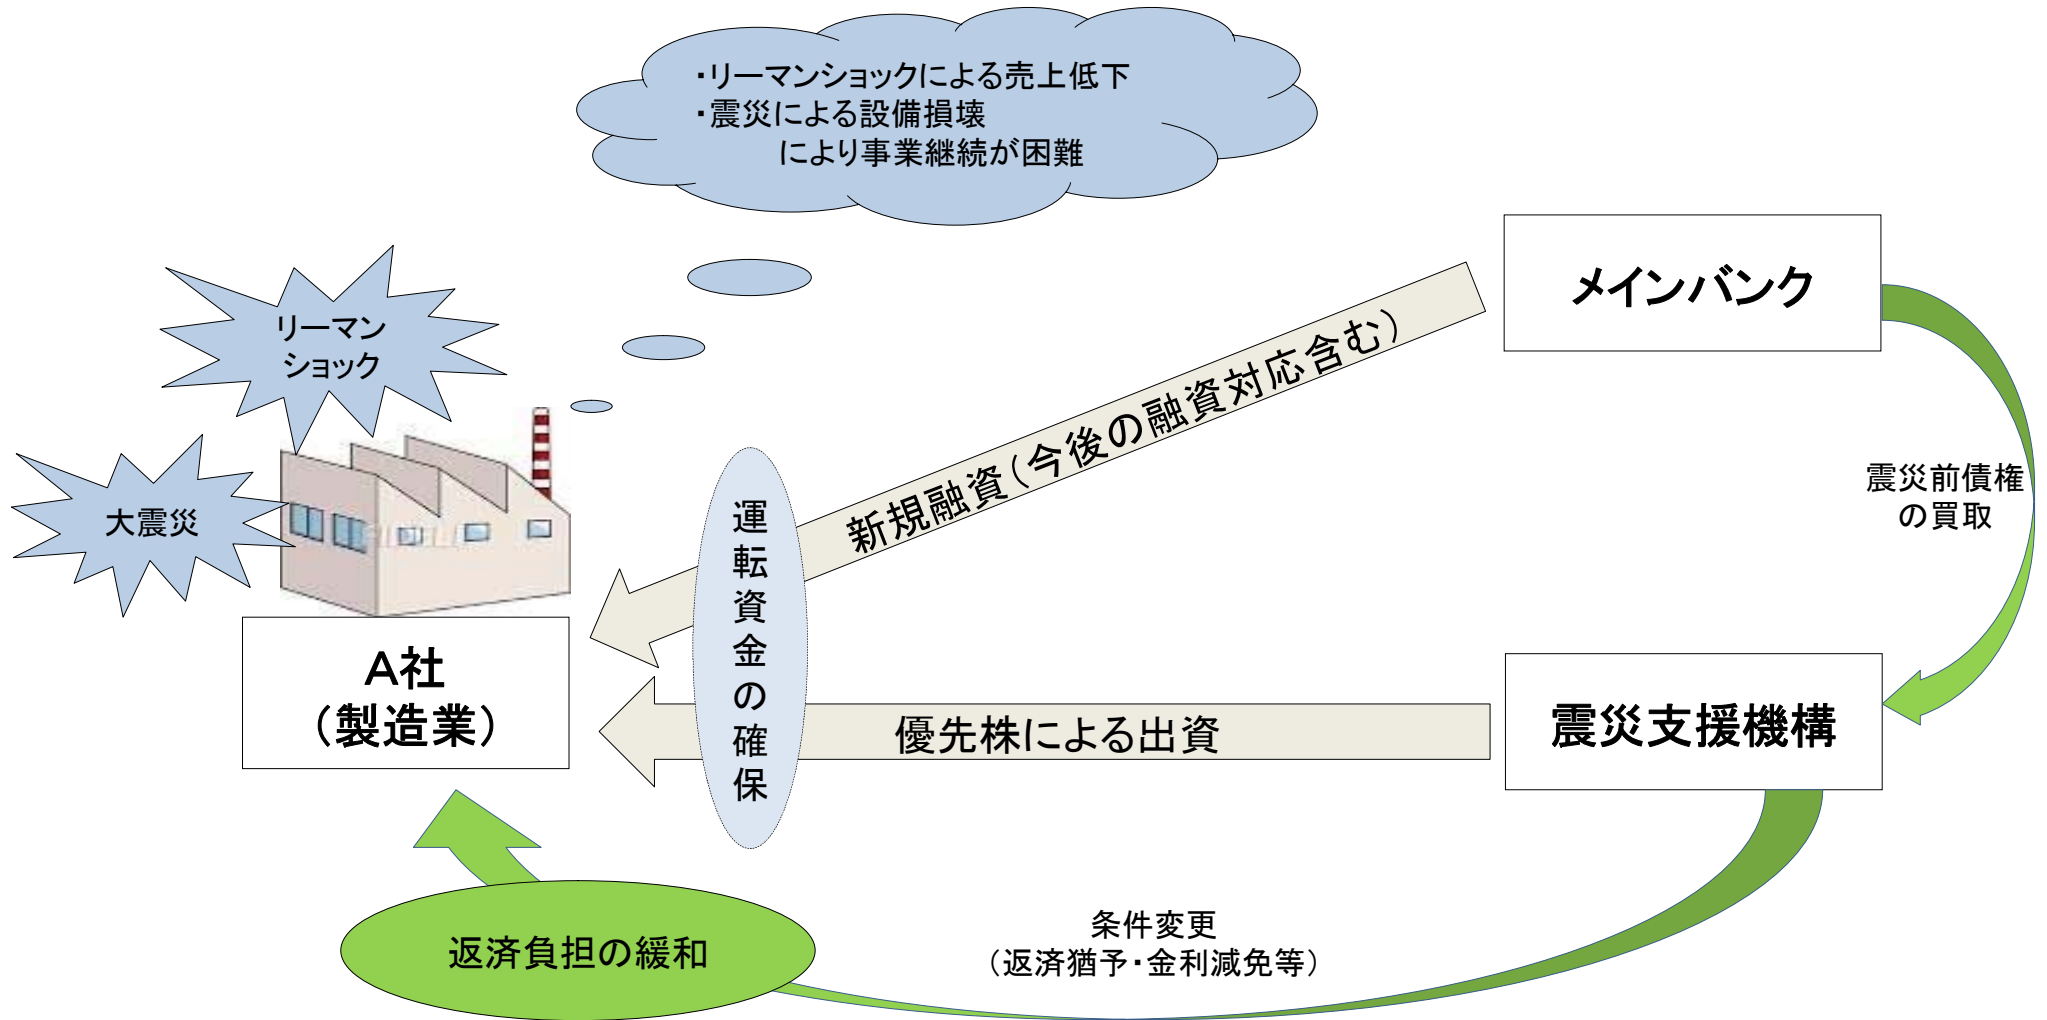 ・リーマンショックによる売上低下
・震災による設備損壊
により事業継続が困難
メインバンク
リーマン
ショック
新規融資（今後の融資対応含む）
大震災
震災前債権
の買取
運転資金の確保
A社
（製造業）
優先株による出資
震災支援機構
返済負担の緩和
条件変更
（返済猶予・金利減免等）